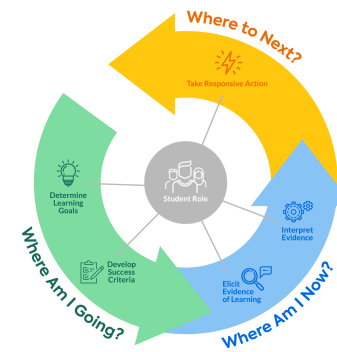 Where to Next?
Take Responsive Action
Student Role
Determine
Learning
Goals
Interpret
Evidence
Develop
Success
Criteria
Elicit
Evidence
of Learning
Where Am I Going?
Where Am I Now?